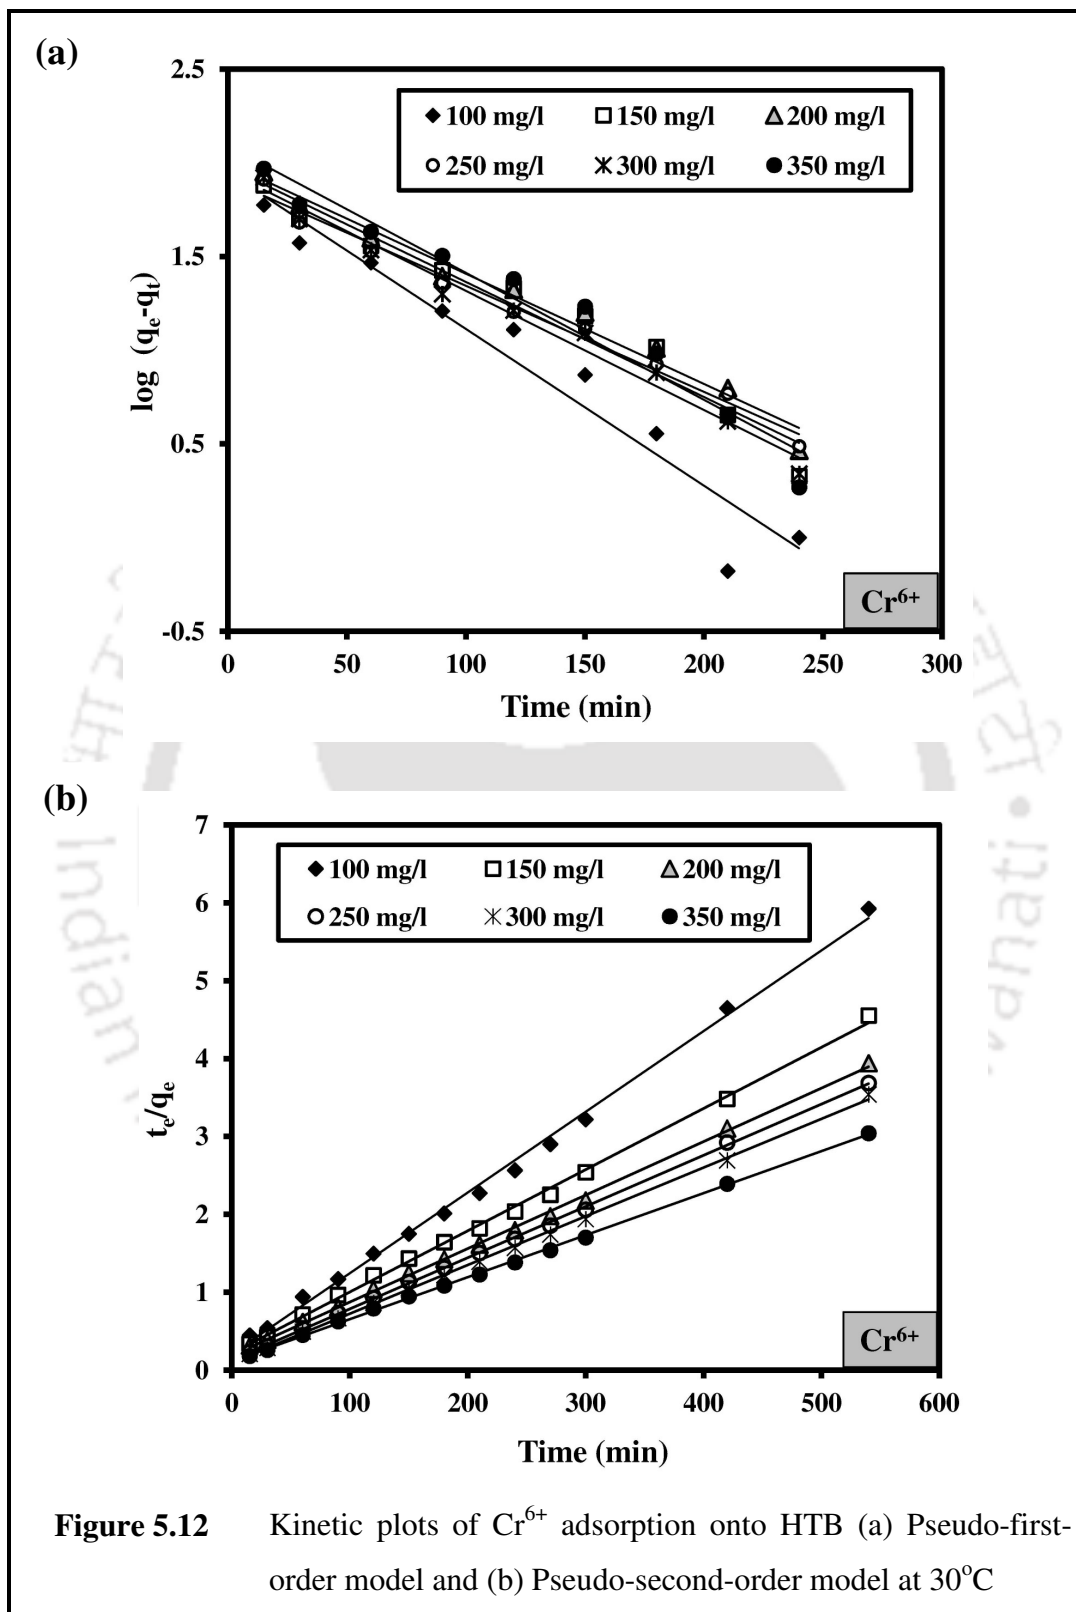 (a)
2.5
1.5
0.5
-0.5
log (qₑ-qₜ)
100 mg/l 150 mg/l 200 mg/l
250 mg/l 300 mg/l 350 mg/l
Cr⁶⁺
0 50 100 150 200 250 300
Time (min)
(b)
7
6
5
4
3
2
1
0
tₑ/qₑ
100 mg/l 150 mg/l 200 mg/l
250 mg/l 300 mg/l 350 mg/l
Cr⁶⁺
0 100 200 300 400 500 600
Time (min)
Indian
Figure 5.12 Kinetic plots of Cr⁶⁺ adsorption onto HTB (a) Pseudo-first-
order model and (b) Pseudo-second-order model at 30°C